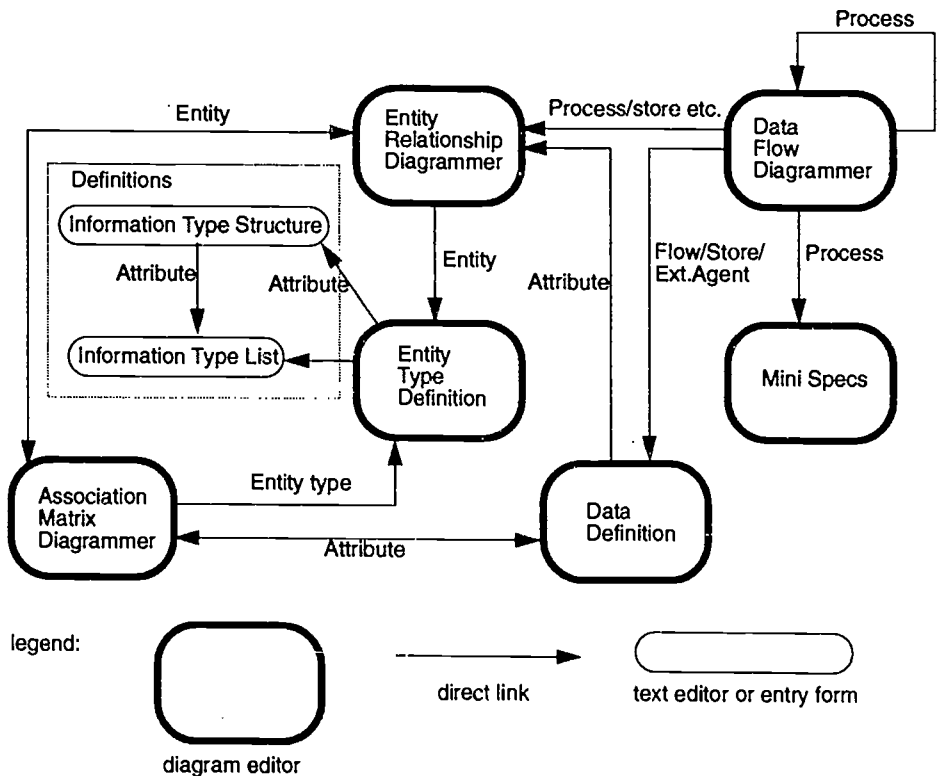 Process
Entity
Entity
Relationship
Diagrammer
Process/store etc.
Data
Flow
Diagrammer
Definitions
Information Type Structure
Attribute
Attribute
Entity
Attribute
Flow/Store/
Ext.Agent
Process
Information Type List
Entity
Type
Definition
Mini Specs
Entity type
Association
Matrix
Diagrammer
Attribute
Data
Definition
legend:
direct link
text editor or entry form
diagram editor